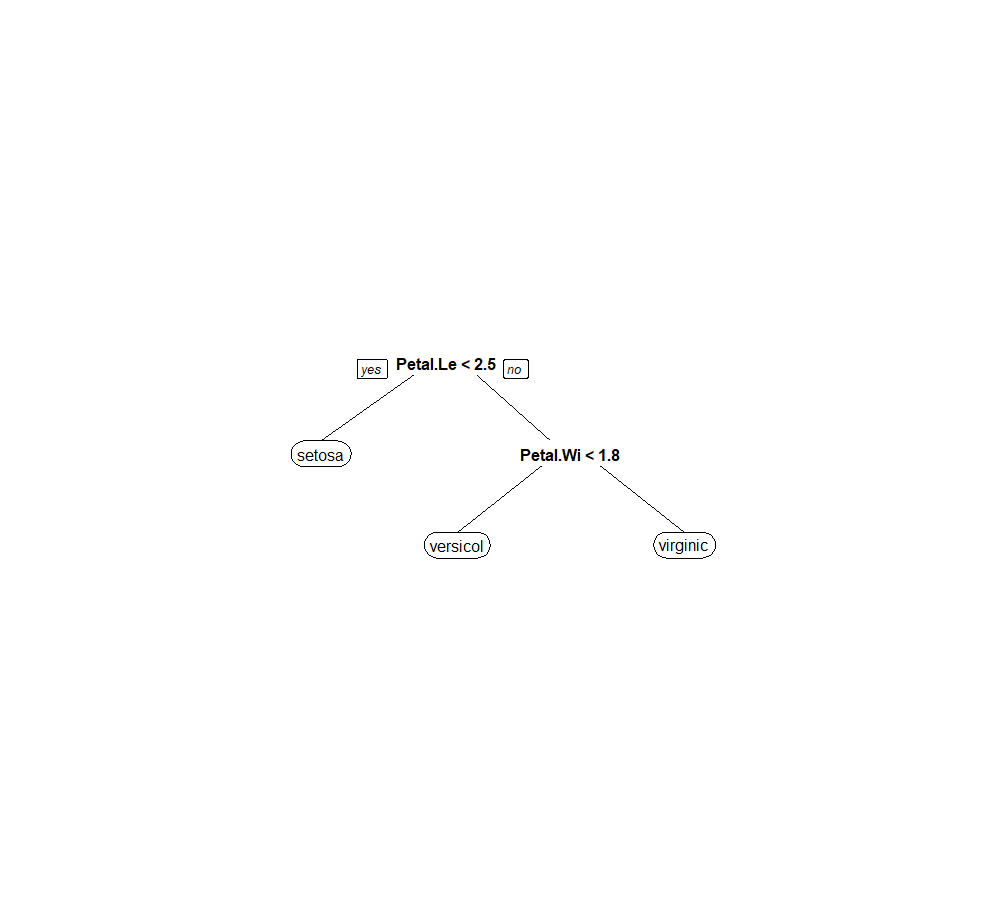 yes Petal.Le < 2.5 no
setosa
Petal.Wi < 1.8
versicol
virginic